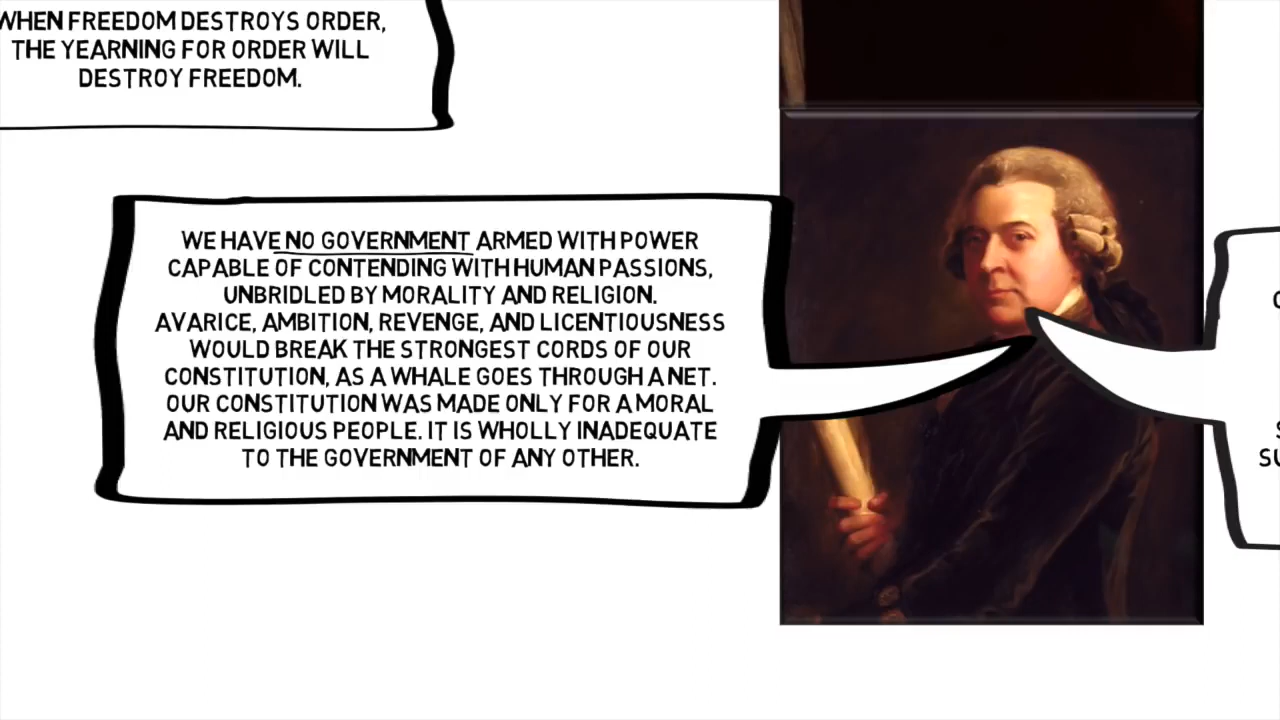 WHEN FREEDOM DESTROYS ORDER,
THE YEARNING FOR ORDER WILL
DESTROY FREEDOM.
WE HAVE NO GOVERNMENT ARMED WITH POWER
CAPABLE OF CONTENDING WITH HUMAN PASSIONS,
UNBRIDLED BY MORALITY AND RELIGION.
AVARICE, AMBITION, REVENGE, AND LICENTIOUSNESS
WOULD BREAK THE STRONGEST CORDS OF OUR
CONSTITUTION, AS A WHALE GOES THROUGH A NET.
OUR CONSTITUTION WAS MADE ONLY FOR A MORAL
AND RELIGIOUS PEOPLE. IT IS WHOLLY INADEQUATE
TO THE GOVERNMENT OF ANY OTHER.